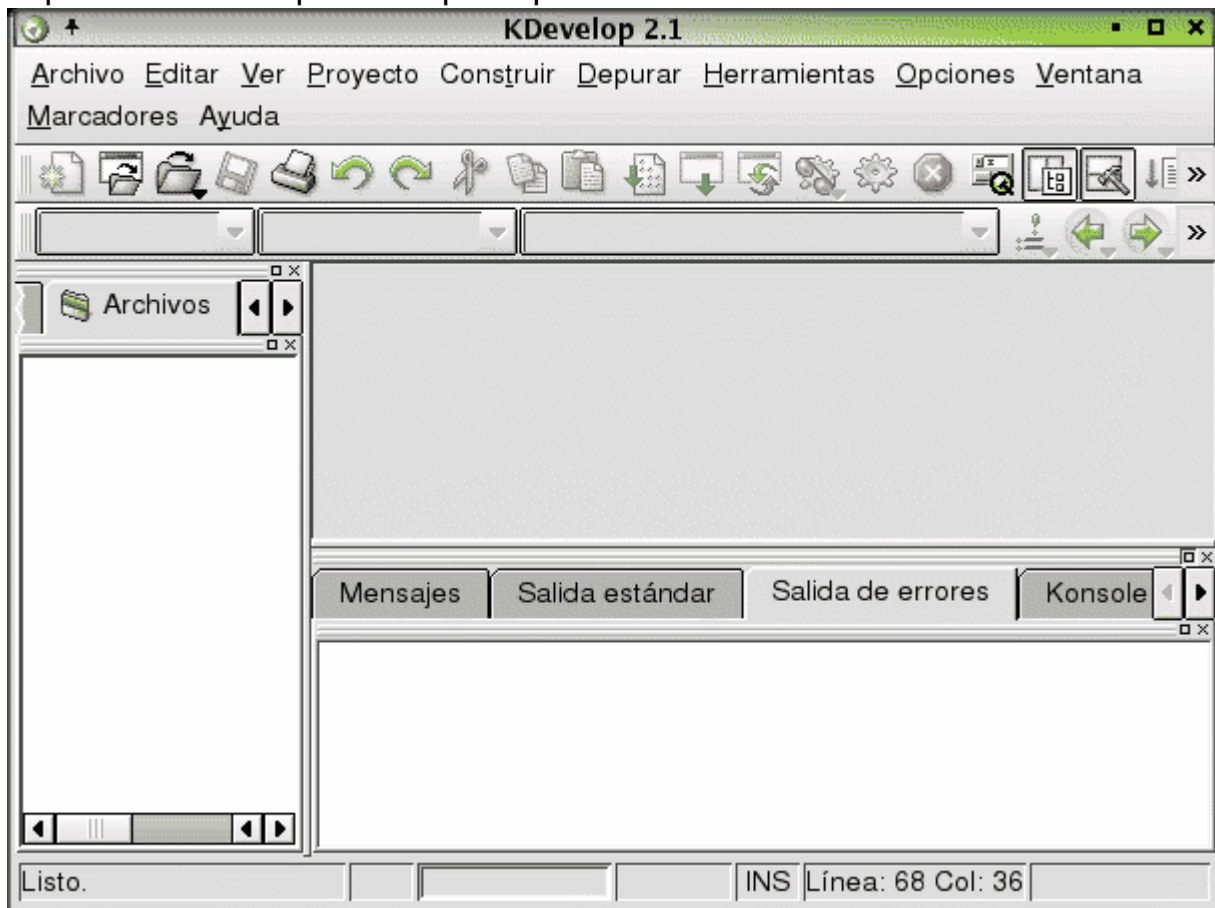 KDevelop 2.1
Archivo Editar Ver Proyecto Construir Depurar Herramientas Opciones Ventana
Marcadores Ayuda
Archivos
Mensajes Salida estándar Salida de errores Konsole
Listo. INS Línea: 68 Col: 36